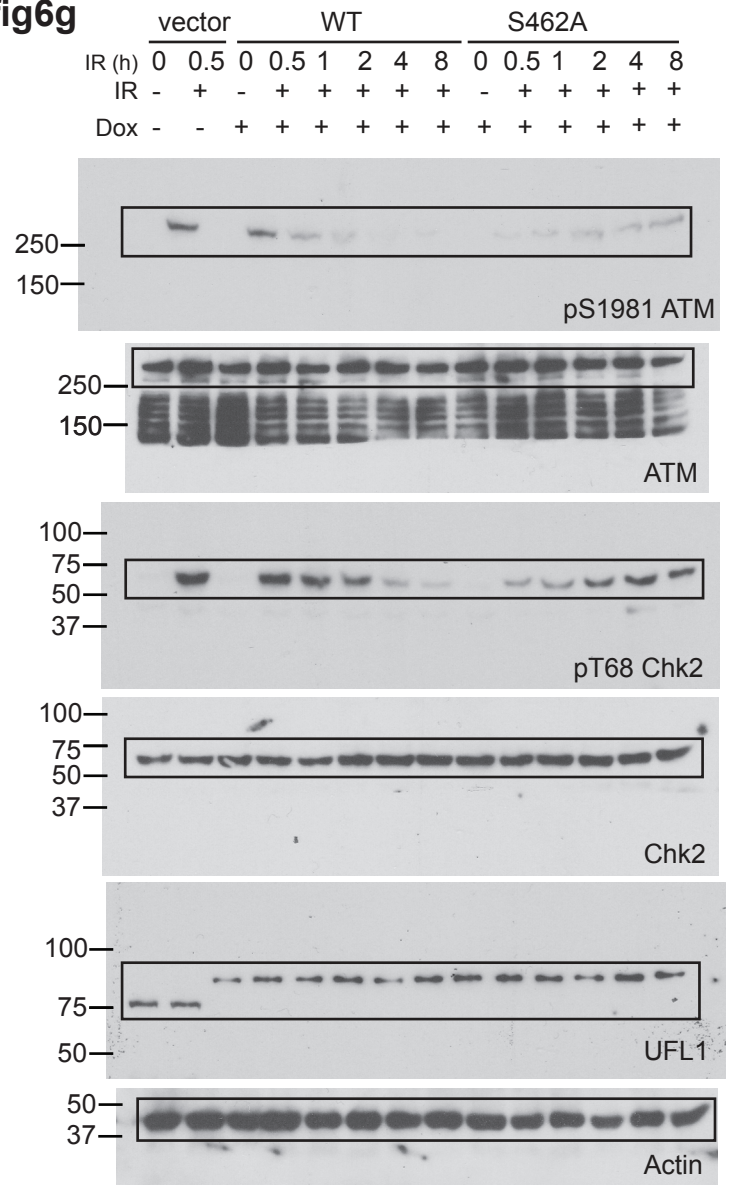 fig6g
vector WT S462A
IR (h) 0 0.5 0 0.5 1 2 4 8 0 0.5 1 2 4 8
IR - + - + + + + + - + + + + +
Dox - - + + + + + + + + + + + +
250
150
pS1981 ATM
250
150
ATM
100
75
50
37
pT68 Chk2
100
75
50
37
Chk2
100
75
50
UFL1
50
37
Actin